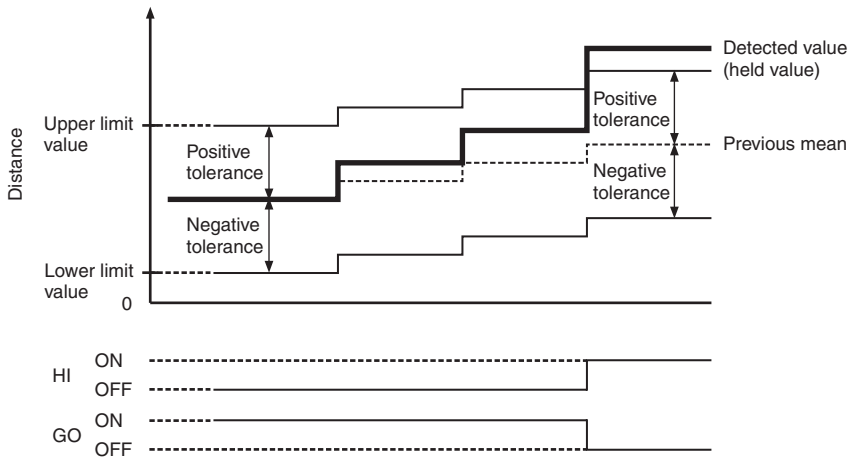 Distance
Detected value
(held value)
Positive
tolerance
Upper limit
value
Positive
tolerance
Previous mean
Negative
tolerance
Negative
tolerance
Lower limit
value
0
HI
ON
OFF
GO
ON
OFF